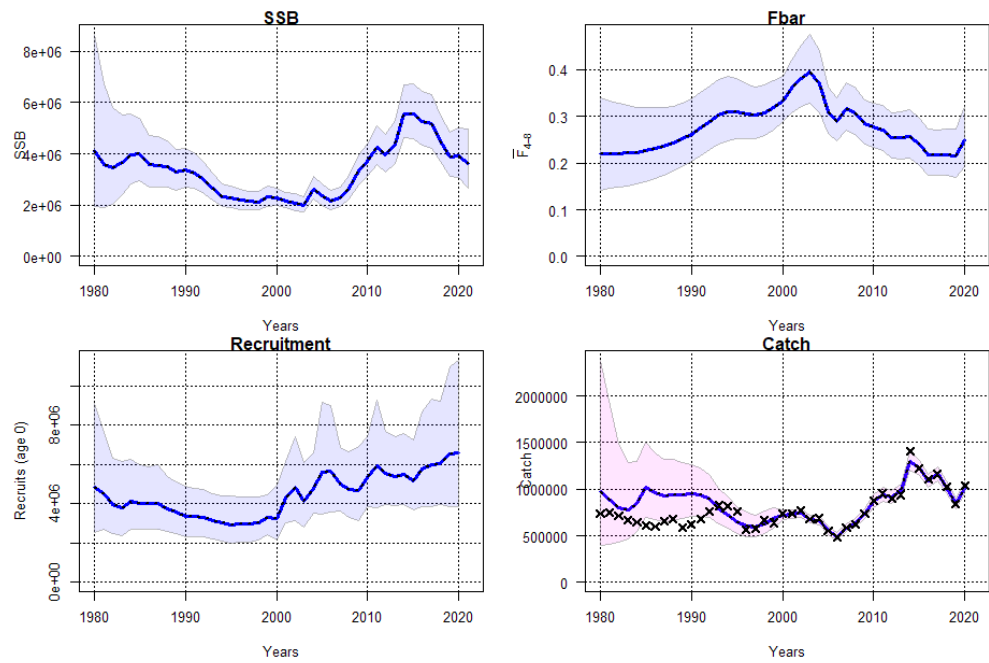 SSB
8e+06
6e+06
4e+06
2e+06
0e+00
SSB
1980 1990 2000 2010 2020
Years
Fbar
0.4
0.3
0.2
0.1
0.0
F̅4–8
1980 1990 2000 2010 2020
Years
Recruitment
8e+06
4e+06
0e+00
Recruits (age 0)
1980 1990 2000 2010 2020
Years
Catch
2000000
1500000
1000000
500000
0
Catch
1980 1990 2000 2010 2020
Years